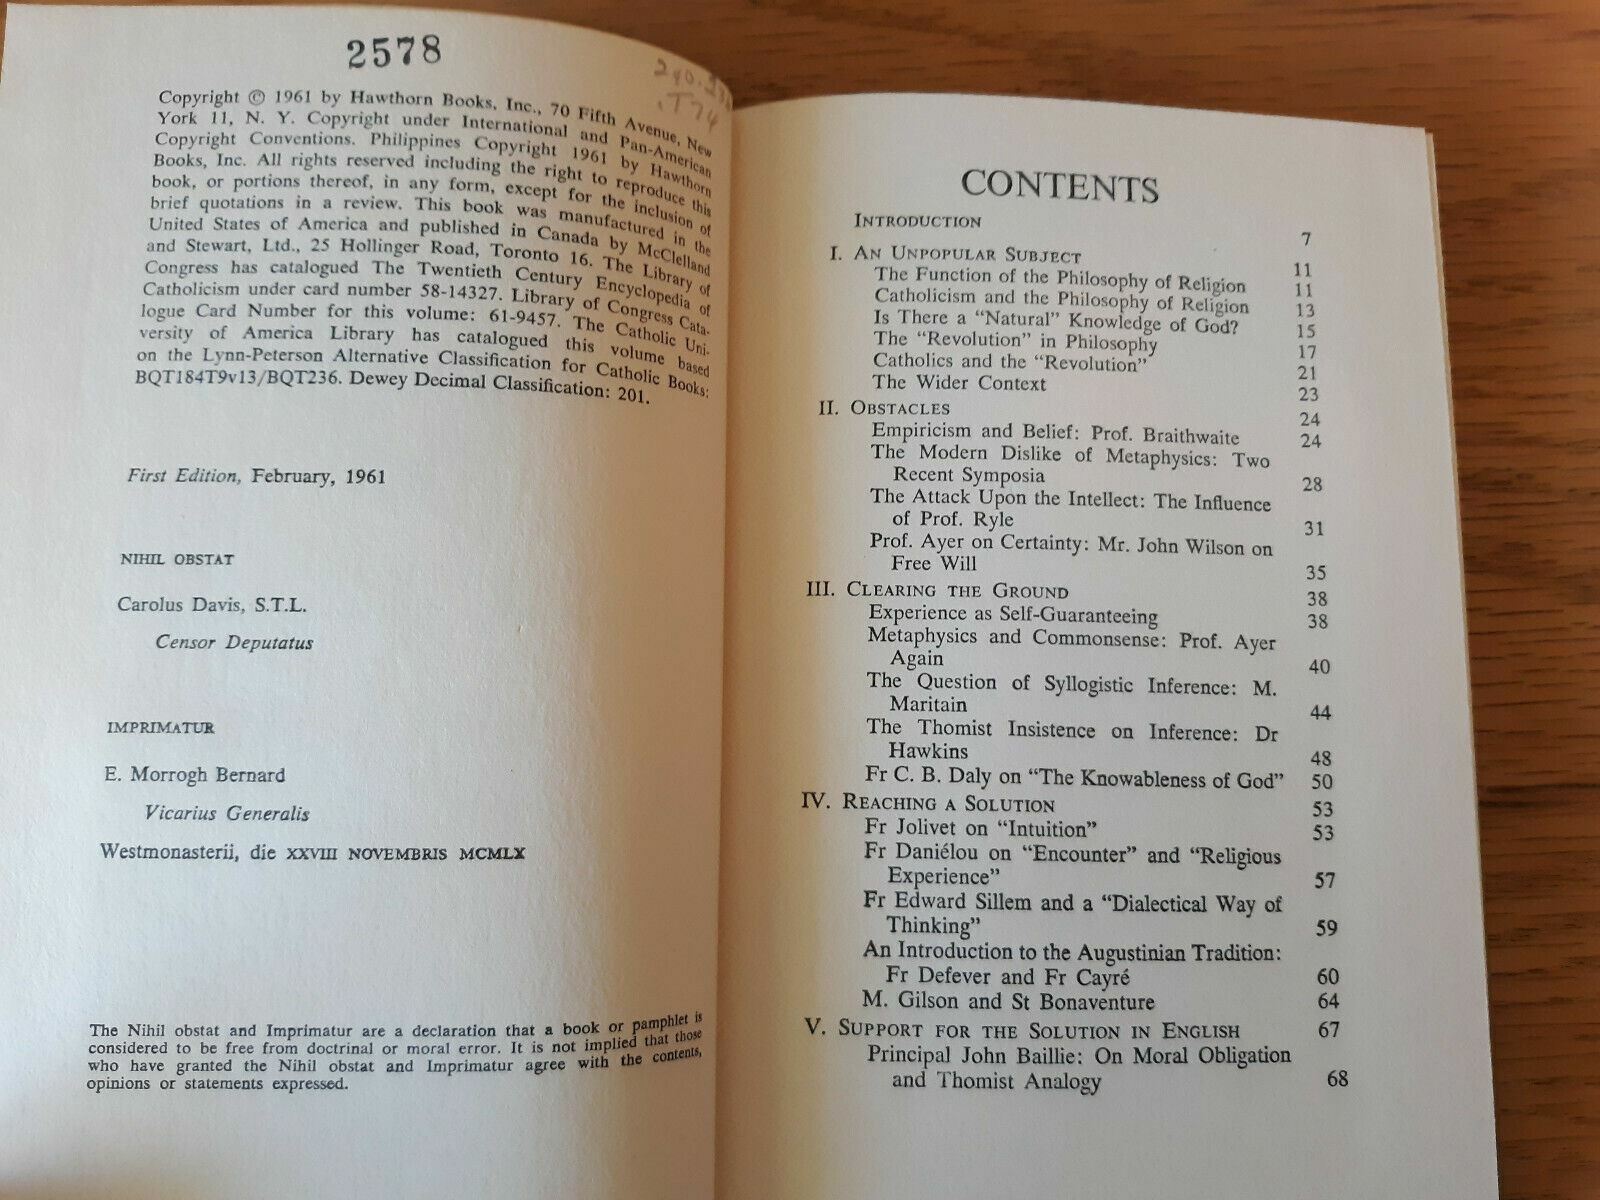 2578
Copyright © 1961 by Hawthorn Books, Inc., 70 Fifth Avenue, New
York 11, N. Y. Copyright under International and Pan-American
Copyright Conventions. Philippines Copyright 1961 by Hawthorn
Books, Inc. All rights reserved including the right to reproduce this
book, or portions thereof, in any form, except for the inclusion of
brief quotations in a review. This book was manufactured in the
United States of America and published in Canada by McClelland
and Stewart, Ltd., 25 Hollinger Road, Toronto 16. The Library of
Congress has catalogued The Twentieth Century Encyclopedia of
Catholicism under card number 58-14327. Library of Congress Cata-
logue Card Number for this volume: 61-9457. The Catholic Uni-
versity of America Library has catalogued this volume based
on the Lynn-Peterson Alternative Classification for Catholic Books:
BQT184T9v13/BQT236. Dewey Decimal Classification: 201.
First Edition, February, 1961
NIHIL OBSTAT
Carolus Davis, S.T.L.
Censor Deputatus
IMPRIMATUR
E. Morrogh Bernard
Vicarius Generalis
Westmonasterii, die XXVIII NOVEMBRIS MCMLX
The Nihil obstat and Imprimatur are a declaration that a book or pamphlet is
considered to be free from doctrinal or moral error. It is not implied that those
who have granted the Nihil obstat and Imprimatur agree with the contents,
opinions or statements expressed.
.T74
CONTENTS
INTRODUCTION 7
I. AN UNPOPULAR SUBJECT 11
The Function of the Philosophy of Religion 11
Catholicism and the Philosophy of Religion 13
Is There a "Natural" Knowledge of God? 15
The "Revolution" in Philosophy 17
Catholics and the "Revolution" 21
The Wider Context 23
II. OBSTACLES 24
Empiricism and Belief: Prof. Braithwaite 24
The Modern Dislike of Metaphysics: Two
Recent Symposia 28
The Attack Upon the Intellect: The Influence
of Prof. Ryle 31
Prof. Ayer on Certainty: Mr. John Wilson on
Free Will 35
III. CLEARING THE GROUND 38
Experience as Self-Guaranteeing 38
Metaphysics and Commonsense: Prof. Ayer
Again 40
The Question of Syllogistic Inference: M.
Maritain 44
The Thomist Insistence on Inference: Dr
Hawkins 48
Fr C. B. Daly on "The Knowableness of God" 50
IV. REACHING A SOLUTION 53
Fr Jolivet on "Intuition" 53
Fr Daniélou on "Encounter" and "Religious
Experience" 57
Fr Edward Sillem and a "Dialectical Way of
Thinking" 59
An Introduction to the Augustinian Tradition:
Fr Defever and Fr Cayré 60
M. Gilson and St Bonaventure 64
V. SUPPORT FOR THE SOLUTION IN ENGLISH 67
Principal John Baillie: On Moral Obligation
and Thomist Analogy 68